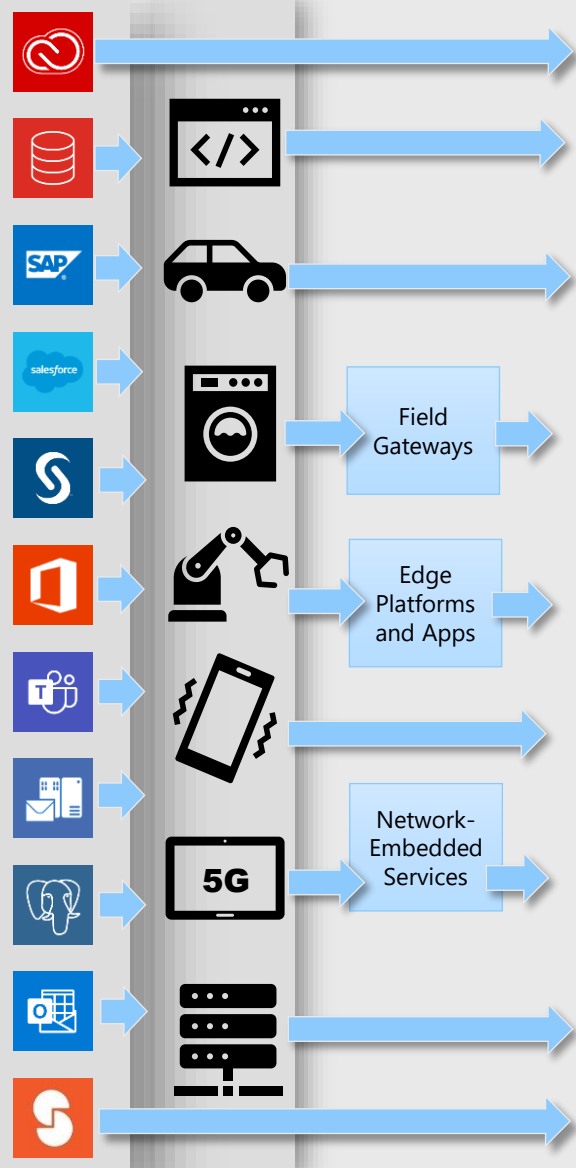 </>
SAP
salesforce
Field
Gateways
S
Edge
Platforms
and Apps
T
Network-
Embedded
Services
5G
O